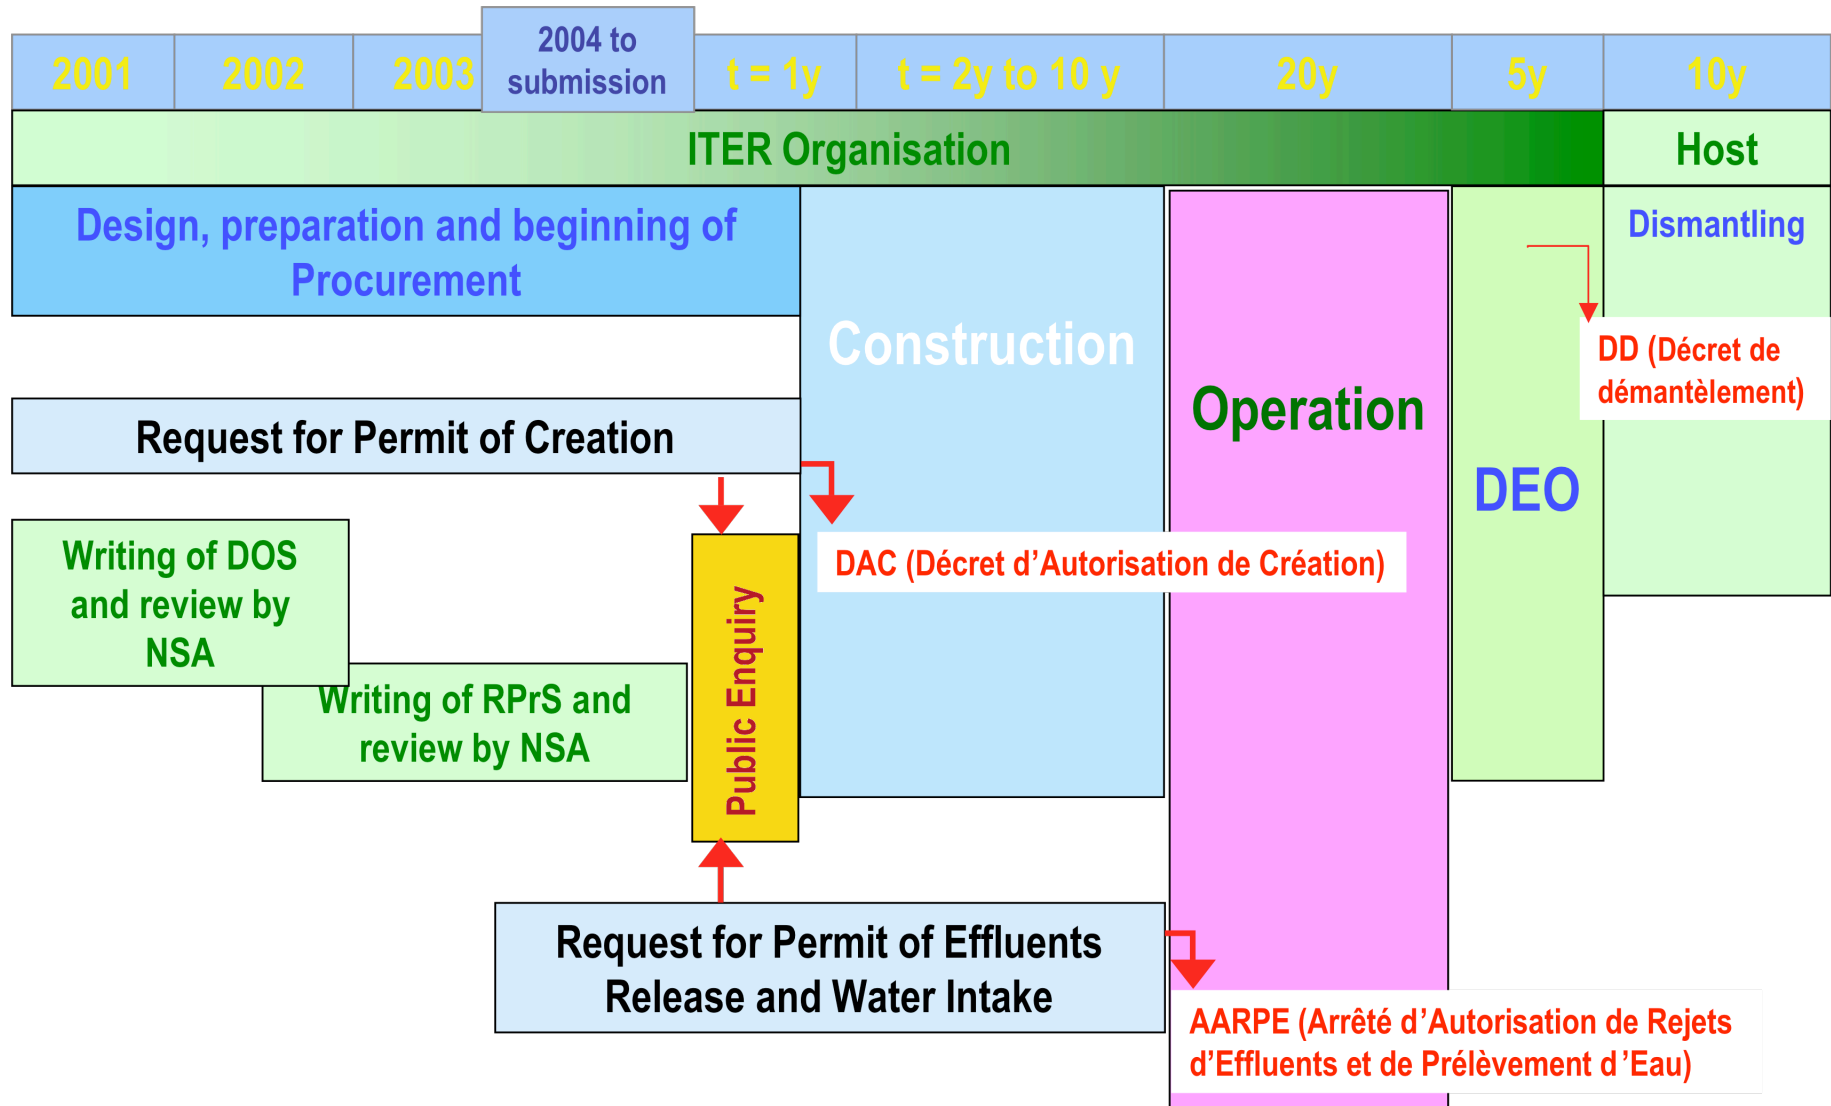 2001
2002
2003
2004 to
submission
t = 1y
t = 2y to 10 y
20y
5y
10y
ITER Organisation
Host
Design, preparation and beginning of
Procurement
Dismantling
Construction
DD (Décret de
démantèlement)
Operation
Request for Permit of Creation
DEO
Writing of DOS
and review by
NSA
DAC (Décret d’Autorisation de Création)
Public Enquiry
Writing of RPrS and
review by NSA
Request for Permit of Effluents
Release and Water Intake
AARPE (Arrêté d’Autorisation de Rejets
d’Effluents et de Prélèvement d’Eau)